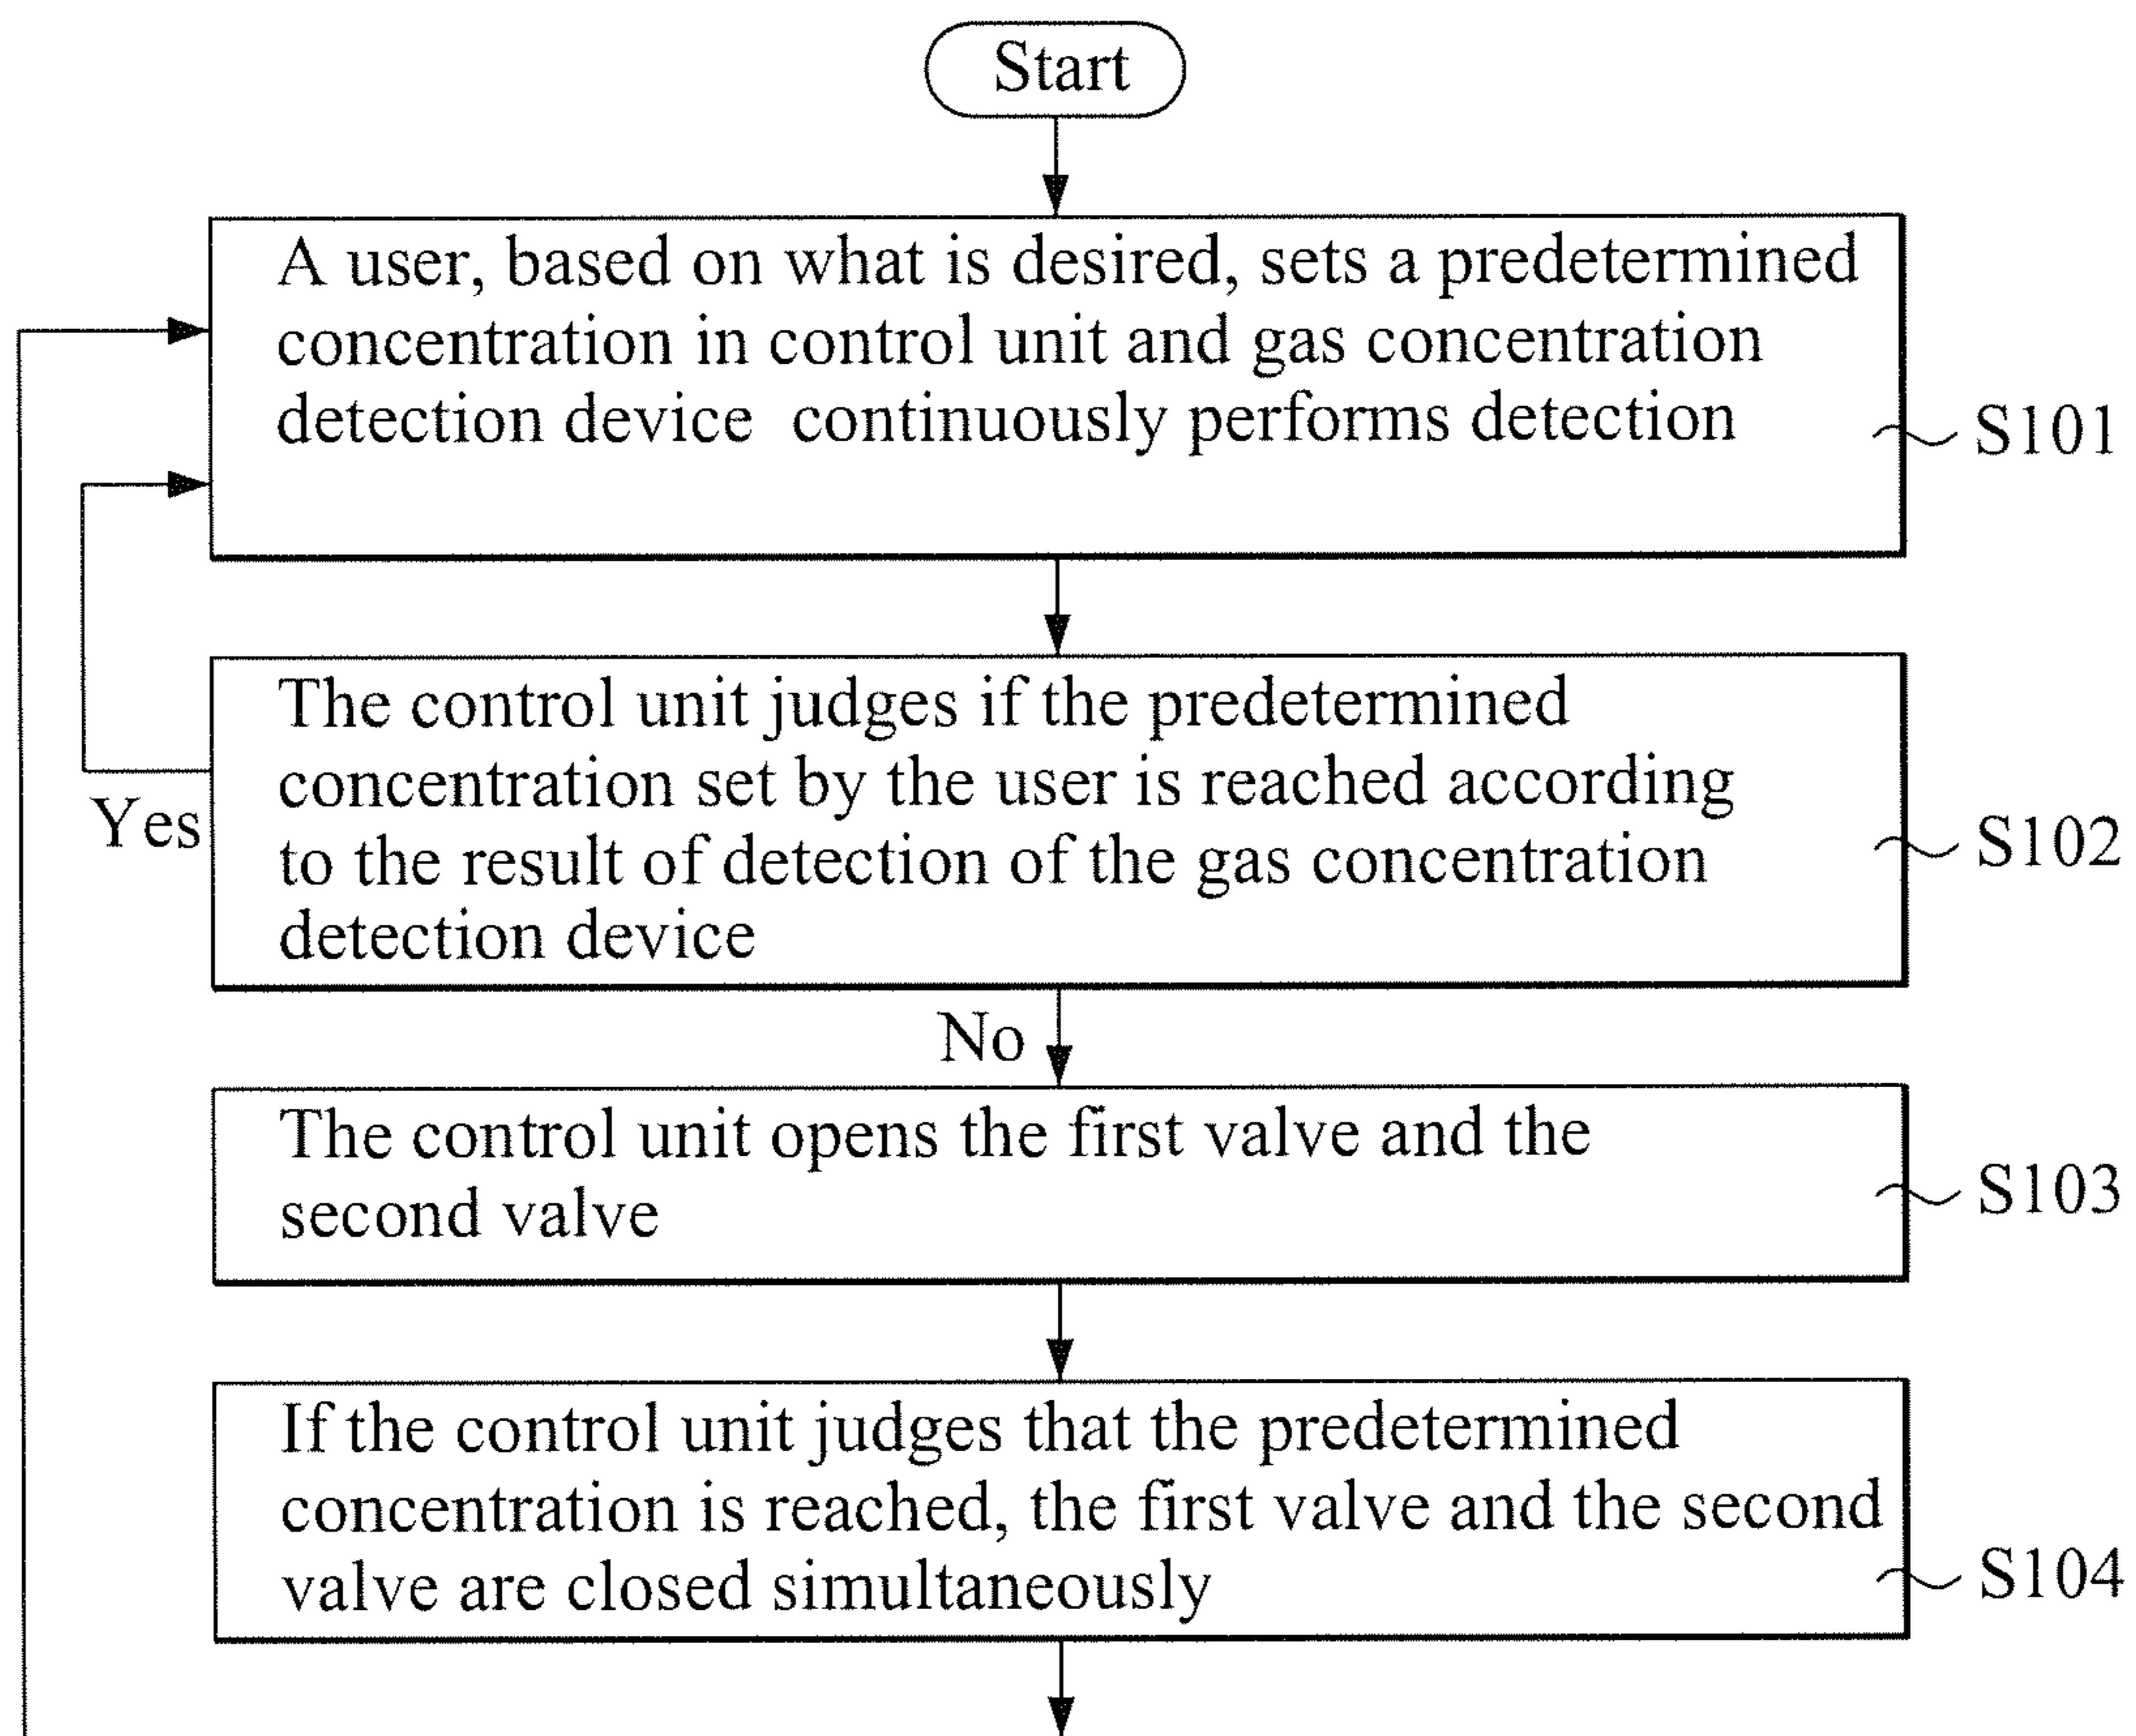 Start
A user, based on what is desired, sets a predetermined
concentration in control unit and gas concentration
detection device continuously performs detection
S101
The control unit judges if the predetermined
concentration set by the user is reached according
to the result of detection of the gas concentration
detection device
Yes
S102
No
The control unit opens the first valve and the
second valve
S103
If the control unit judges that the predetermined
concentration is reached, the first valve and the second
valve are closed simultaneously
S104